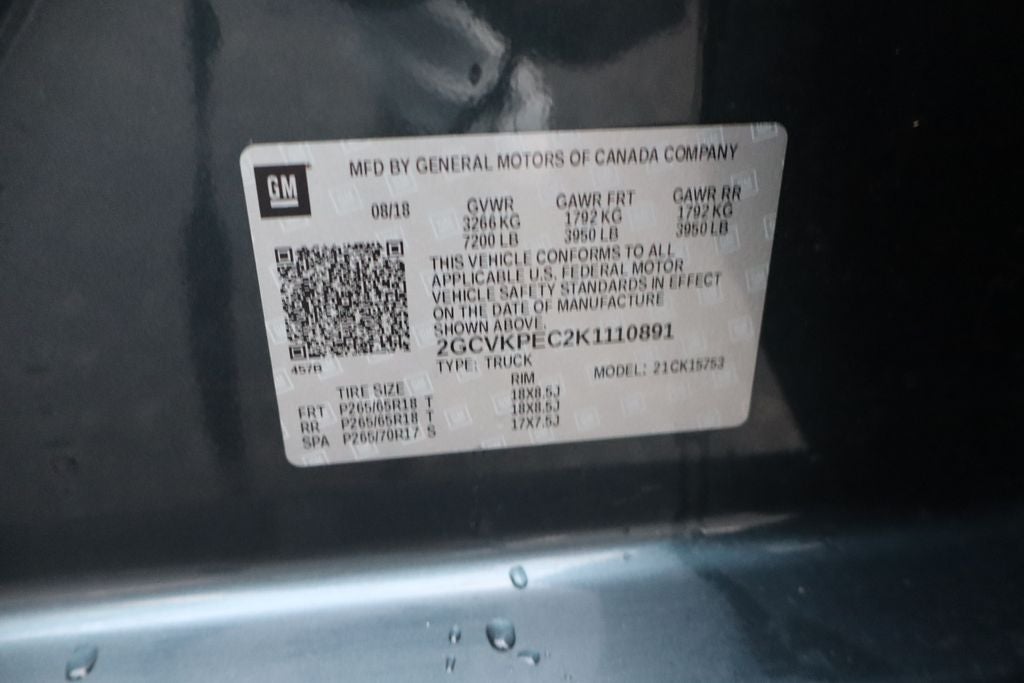 GM
MFD BY GENERAL MOTORS OF CANADA COMPANY
08/18
GVWR GAWR FRT GAWR RR
3266 KG 1792 KG 1792 KG
7200 LB 3950 LB 3950 LB
THIS VEHICLE CONFORMS TO ALL
APPLICABLE U.S. FEDERAL MOTOR
VEHICLE SAFETY STANDARDS IN EFFECT
ON THE DATE OF MANUFACTURE
SHOWN ABOVE.
2GCVKPEC2K1110891
457B
TYPE: TRUCK MODEL: 21CK15753
TIRE SIZE RIM
FRT P265/65R18 T 18X8.5J
RR P265/65R18 T 18X8.5J
SPA P265/70R17 S 17X7.5J